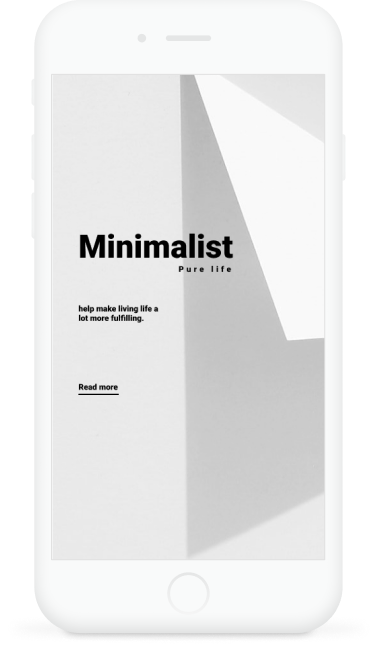 Minimalist
Pure life
help make living life a
lot more fulfilling.
Read more